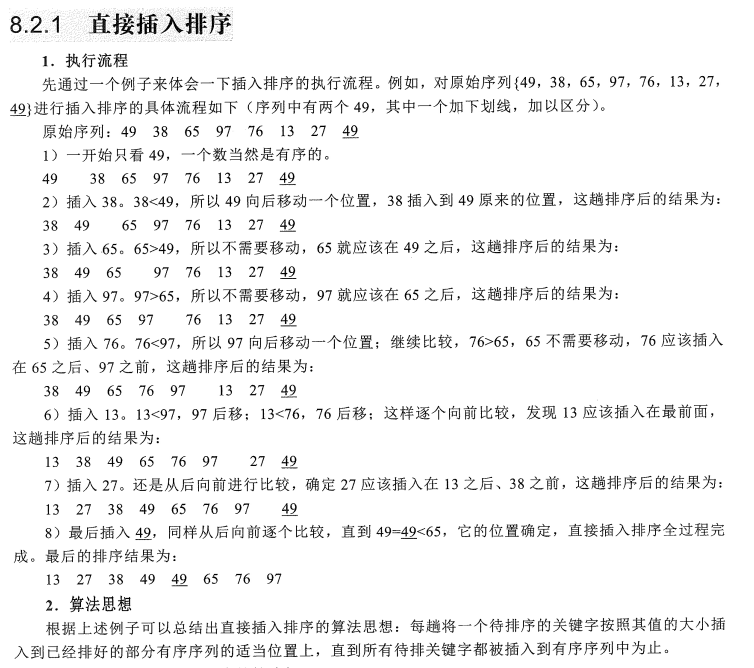 8.2.1 直接插入排序
1．执行流程
先通过一个例子来体会一下插入排序的执行流程。例如，对原始序列{49，38，65，97，76，13，27，
49}进行插入排序的具体流程如下（序列中有两个 49，其中一个加下划线，加以区分）。
原始序列：49 38 65 97 76 13 27 49
1）一开始只看 49，一个数当然是有序的。
49 38 65 97 76 13 27 49
2）插入 38。38<49，所以 49 向后移动一个位置，38 插入到 49 原来的位置，这趟排序后的结果为：
38 49 65 97 76 13 27 49
3）插入 65。65>49，所以不需要移动，65 就应该在 49 之后，这趟排序后的结果为：
38 49 65 97 76 13 27 49
4）插入 97。97>65，所以不需要移动，97 就应该在 65 之后，这趟排序后的结果为：
38 49 65 97 76 13 27 49
5）插入 76。76<97，所以 97 向后移动一个位置；继续比较，76>65，65 不需要移动，76 应该插入
在 65 之后、97 之前，这趟排序后的结果为：
38 49 65 76 97 13 27 49
6）插入 13。13<97，97 后移；13<76，76 后移；这样逐个向前比较，发现 13 应该插入在最前面，
这趟排序后的结果为：
13 38 49 65 76 97 27 49
7）插入 27。还是从后向前进行比较，确定 27 应该插入在 13 之后、38 之前，这趟排序后的结果为：
13 27 38 49 65 76 97 49
8）最后插入 49，同样从后向前逐个比较，直到 49=49<65，它的位置确定，直接插入排序全过程完
成。最后的排序结果为：
13 27 38 49 49 65 76 97
2．算法思想
根据上述例子可以总结出直接插入排序的算法思想：每趟将一个待排序的关键字按照其值的大小插
入到已经排好的部分有序序列的适当位置上，直到所有待排关键字都被插入到有序序列中为止。